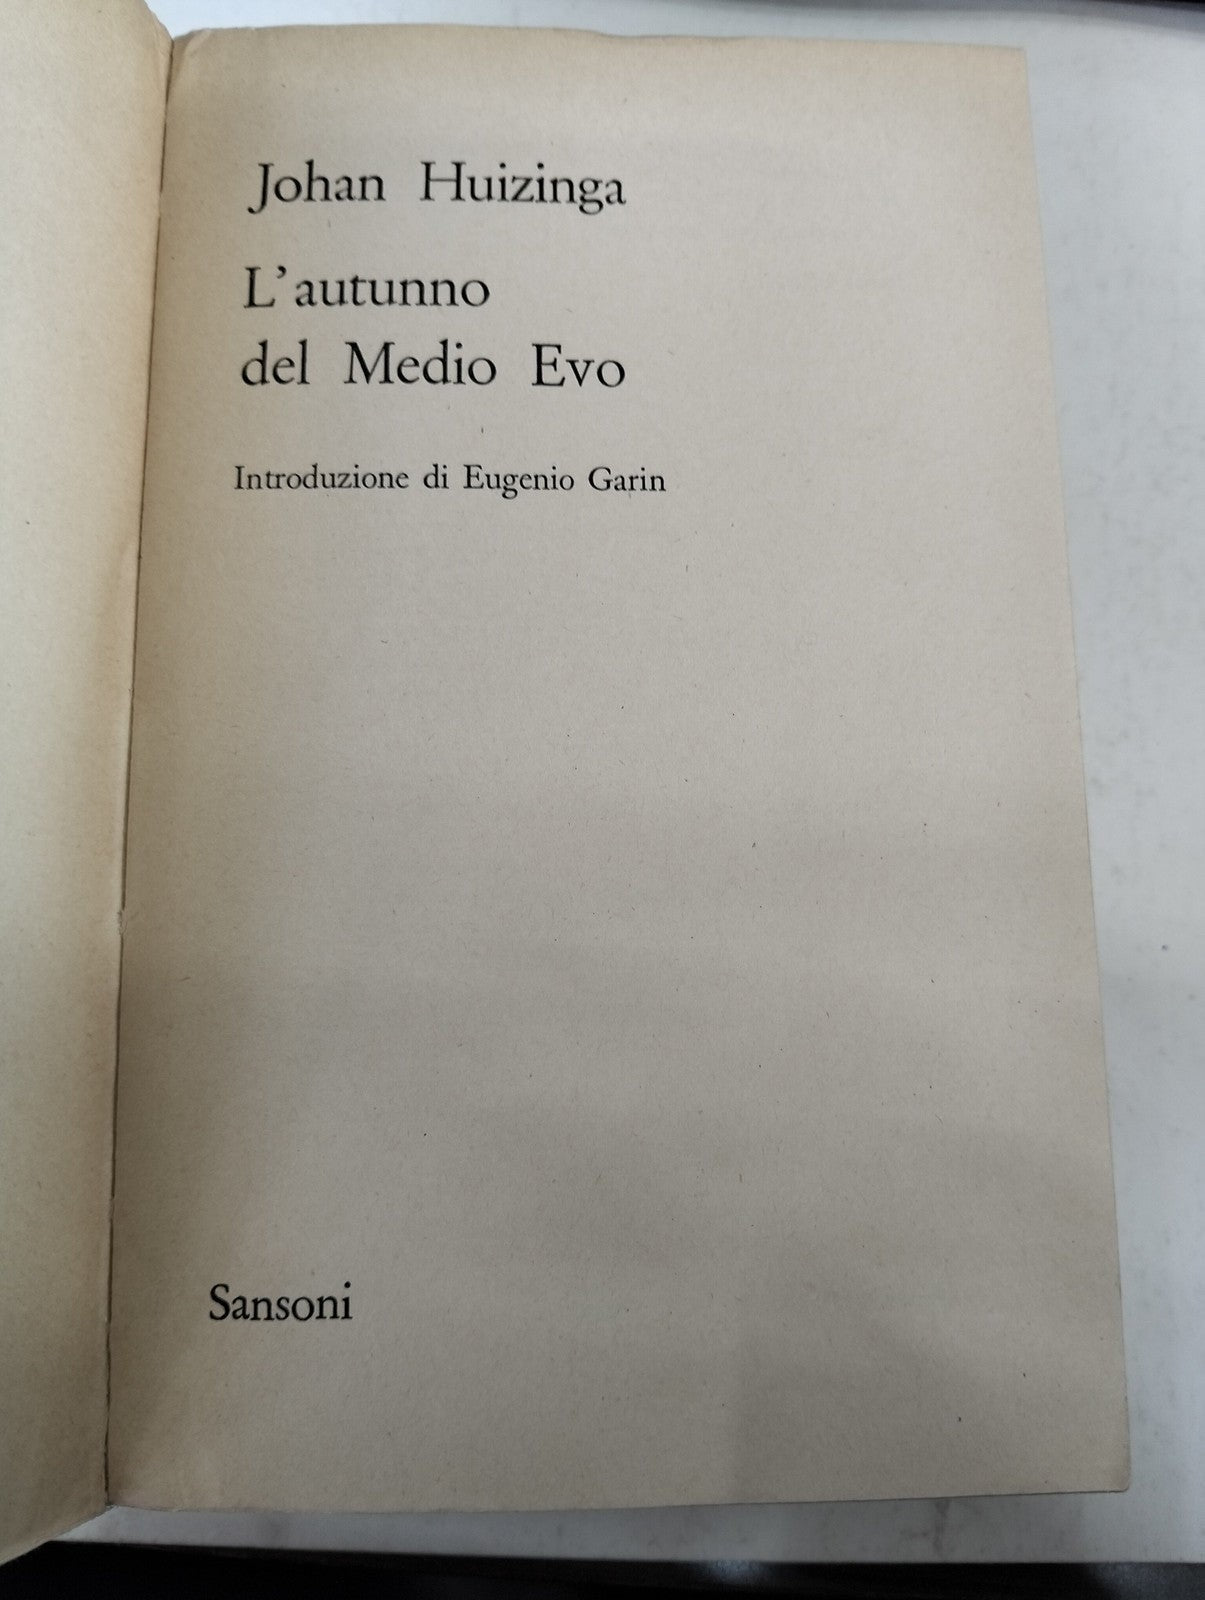 Johan Huizinga
L'autunno
del Medio Evo
Introduzione di Eugenio Garin
Sansoni